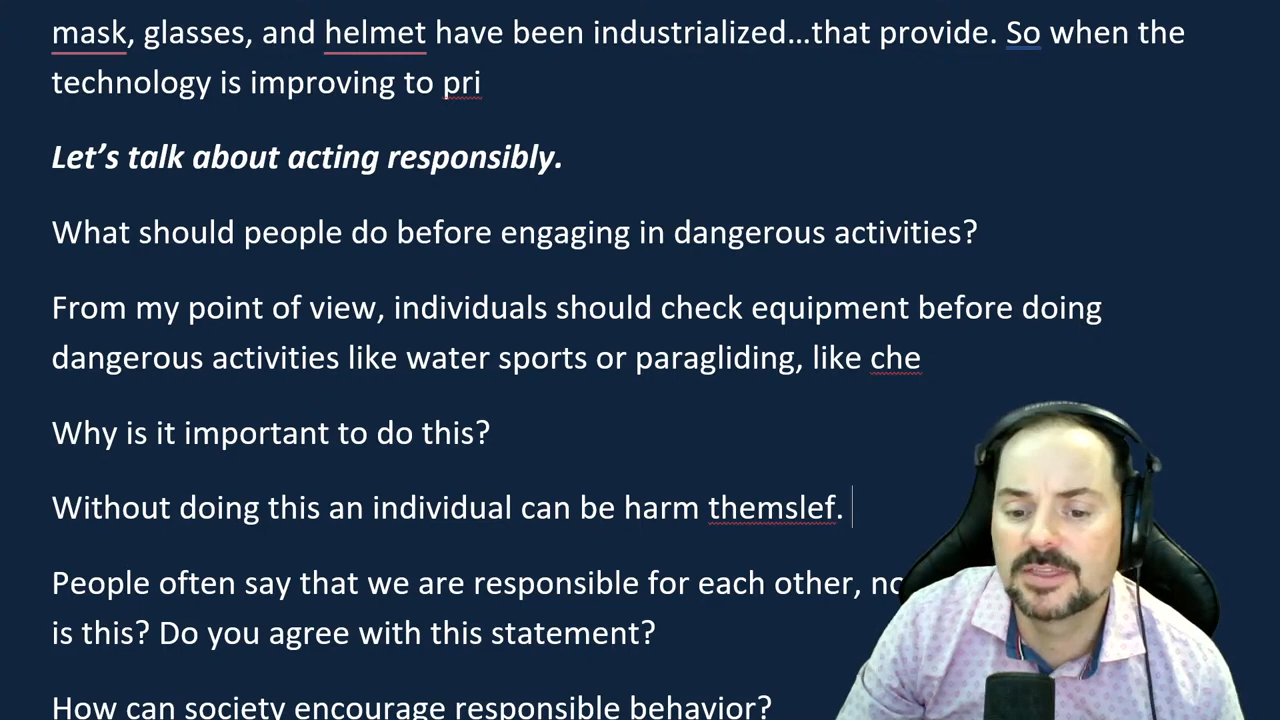 mask, glasses, and helmet have been industrialized…that provide. So when the
technology is improving to pri
Let’s talk about acting responsibly.
What should people do before engaging in dangerous activities?
From my point of view, individuals should check equipment before doing
dangerous activities like water sports or paragliding, like che
Why is it important to do this?
Without doing this an individual can be harm themslef.
People often say that we are responsible for each other,
is this? Do you agree with this statement?
How can society encourage responsible behavior?